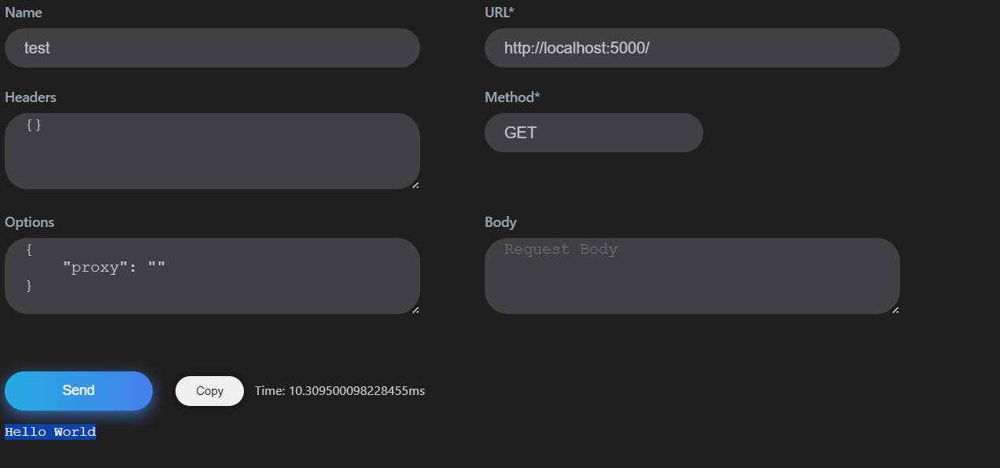 Name
URL*
test
http://localhost:5000/
Headers
Method*
{}
GET
Options
Body
{
Request Body
"proxy": ""
}
Send
Copy
Time: 10.309500098228455ms
Hello World